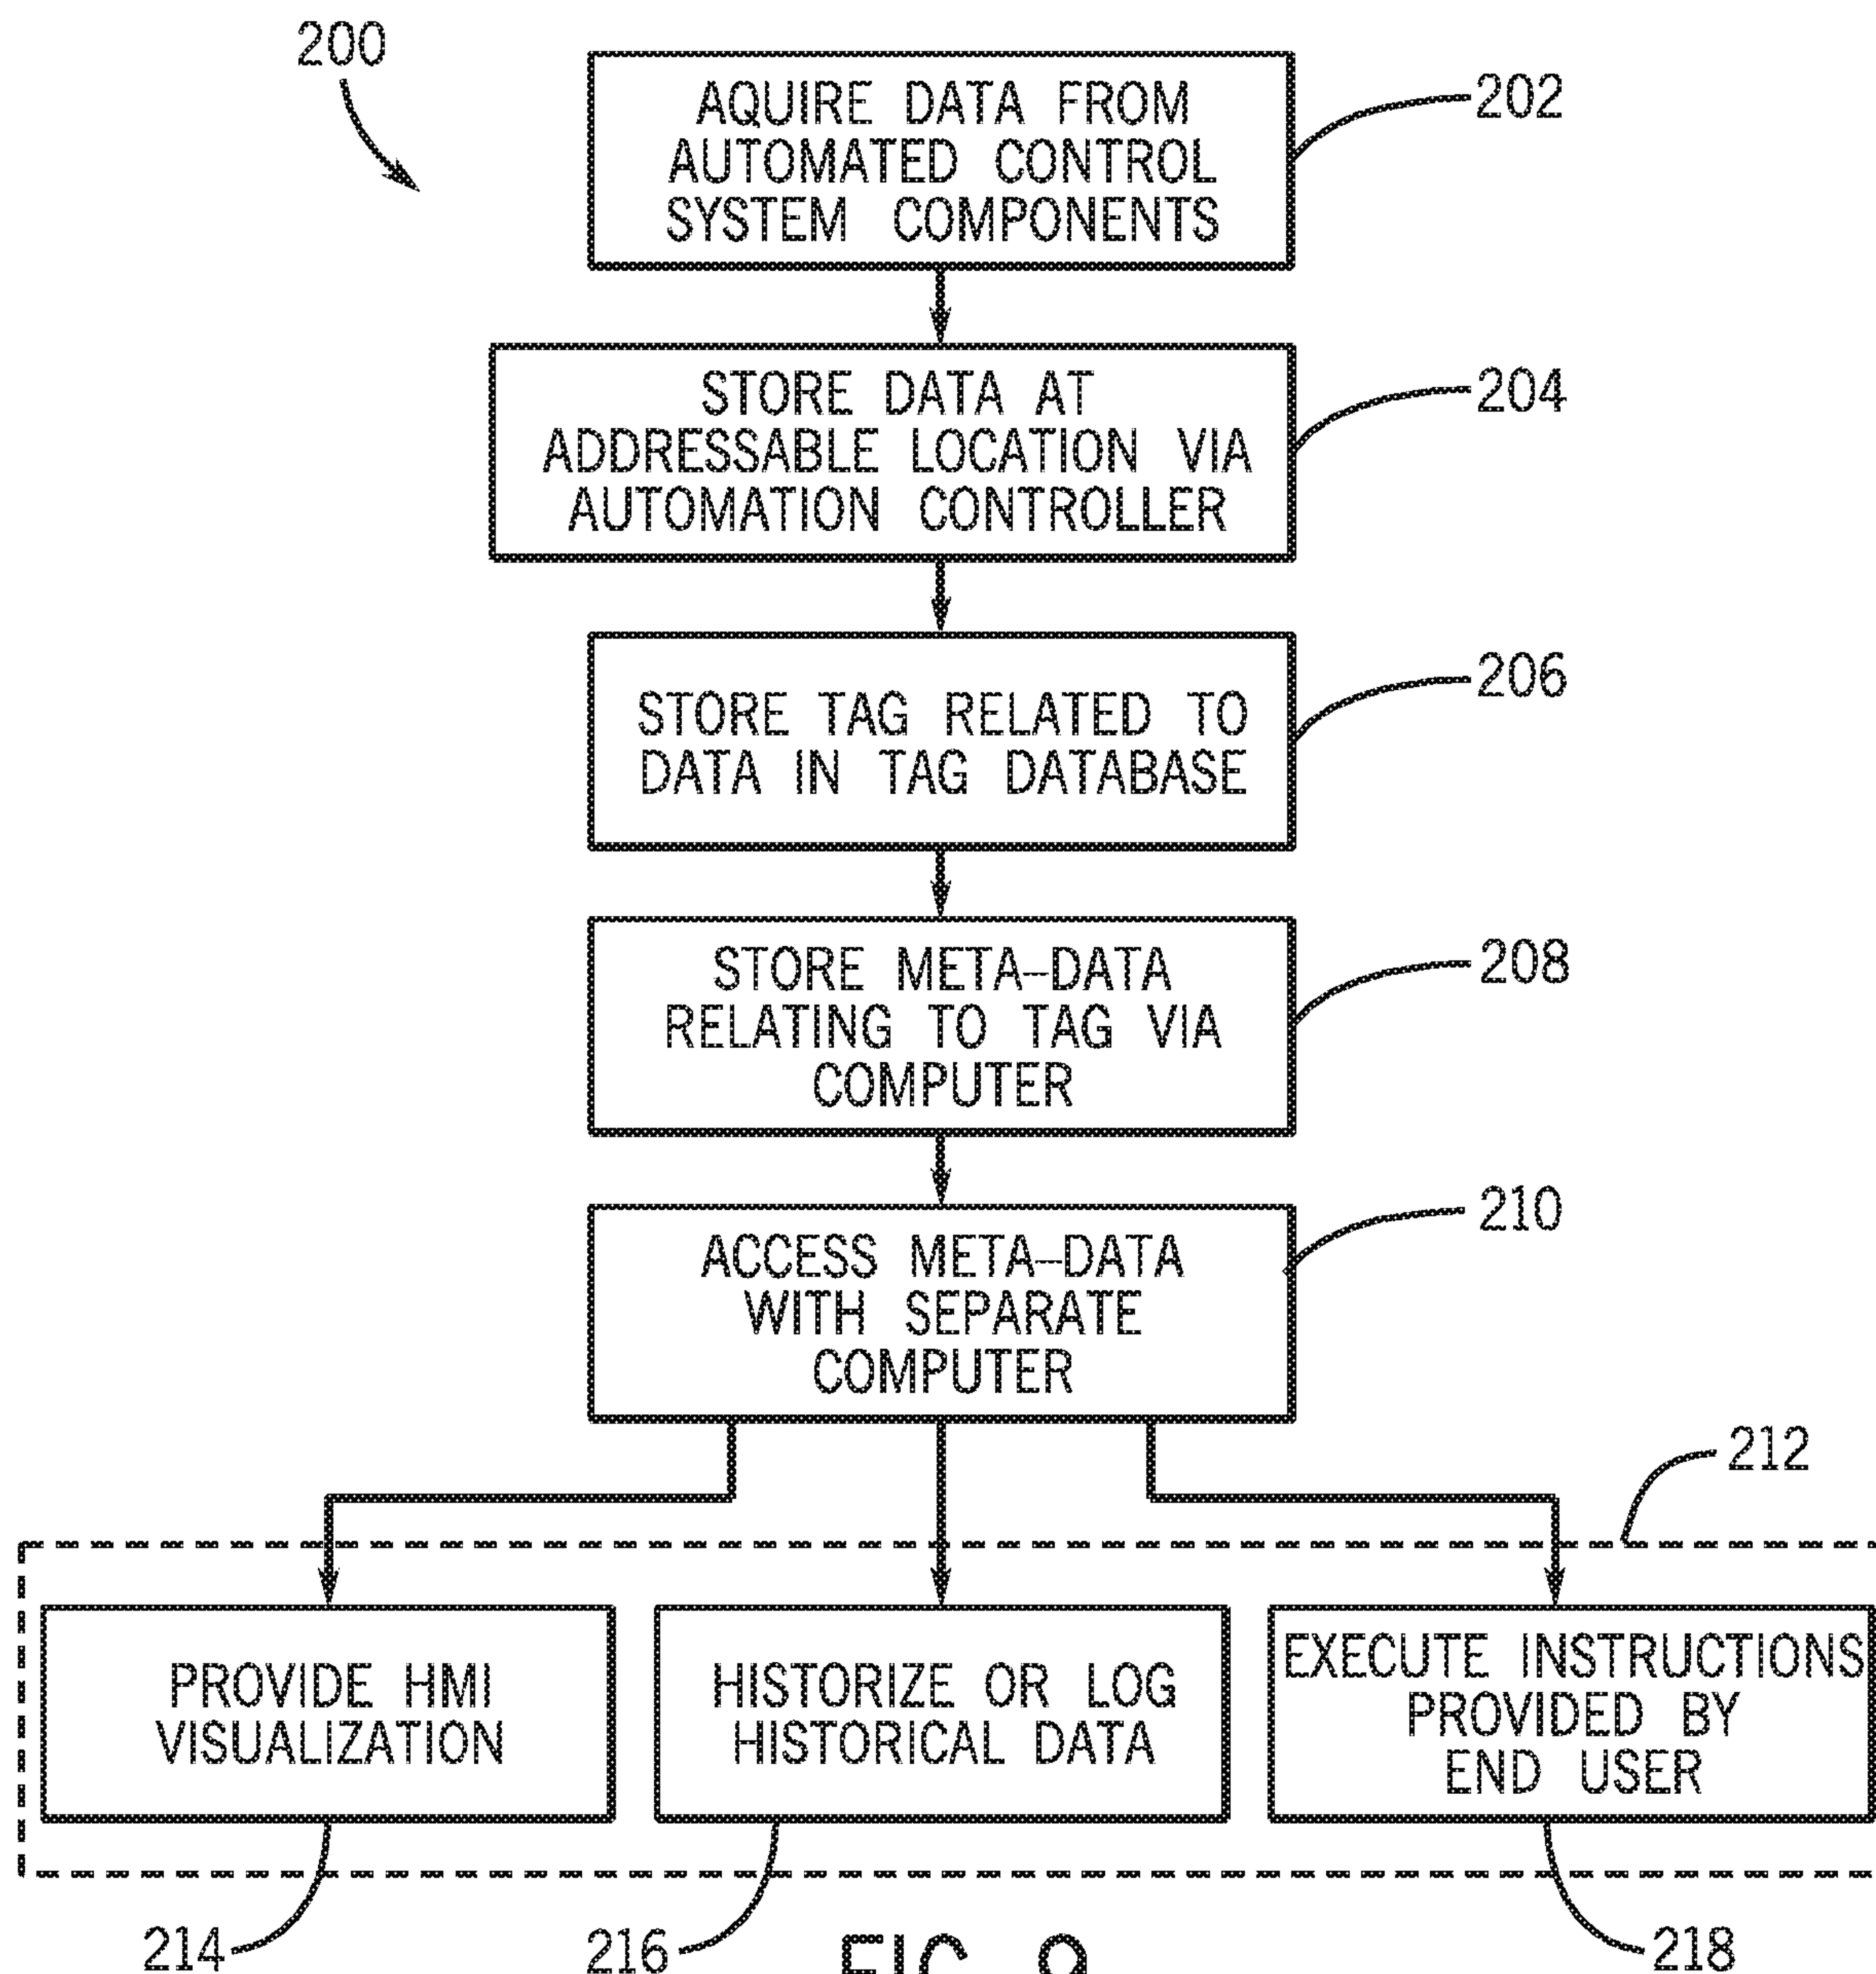 200
AQUIRE DATA FROM
AUTOMATED CONTROL
SYSTEM COMPONENTS
202
STORE DATA AT
ADDRESSABLE LOCATION VIA
AUTOMATION CONTROLLER
204
STORE TAG RELATED TO
DATA IN TAG DATABASE
206
STORE META-DATA
RELATING TO TAG VIA
COMPUTER
208
ACCESS META-DATA
WITH SEPARATE
COMPUTER
210
212
PROVIDE HMI
VISUALIZATION
HISTORIZE OR LOG
HISTORICAL DATA
EXECUTE INSTRUCTIONS
PROVIDED BY
END USER
214
216
218
FIG.